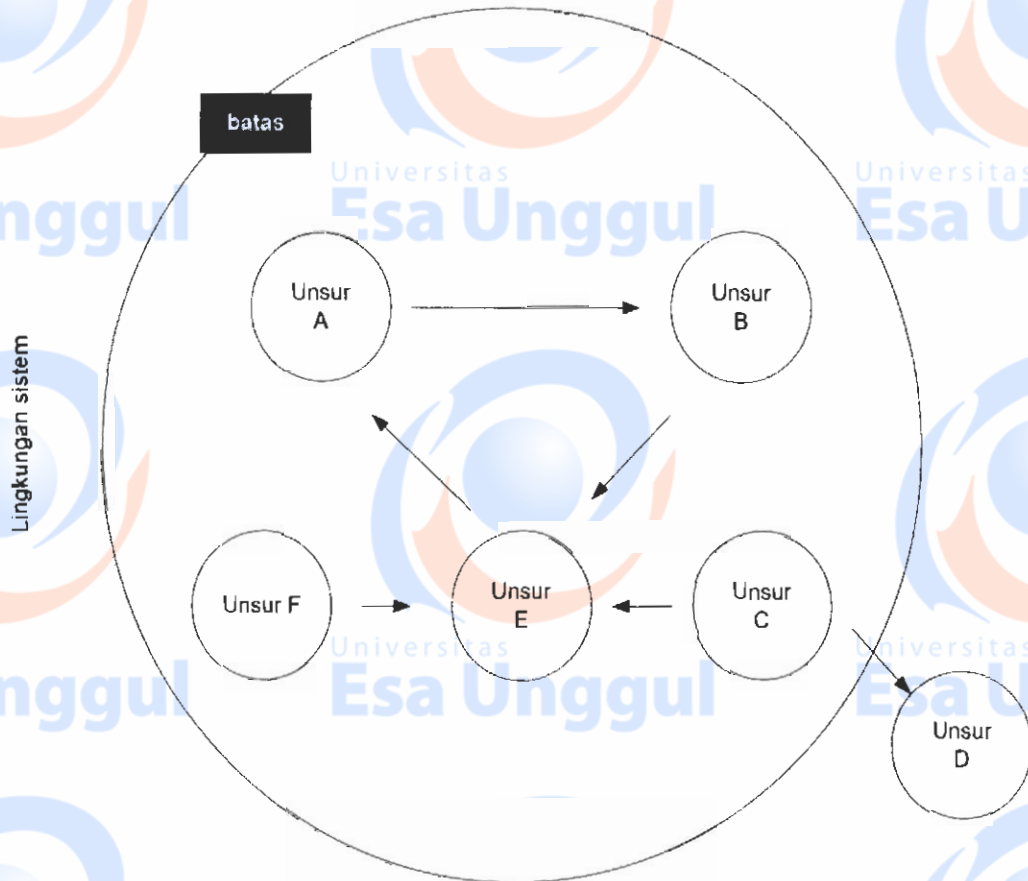 batas
Universitas
Esa Unggul
Universitas
Esa U
nggul
Unsur
A
Unsur
B
Lingkungan sistem
Unsur F
Unsur
E
Unsur
C
Universitas
Esa Unggul
Universitas
Esa U
nggul
Unsur
D